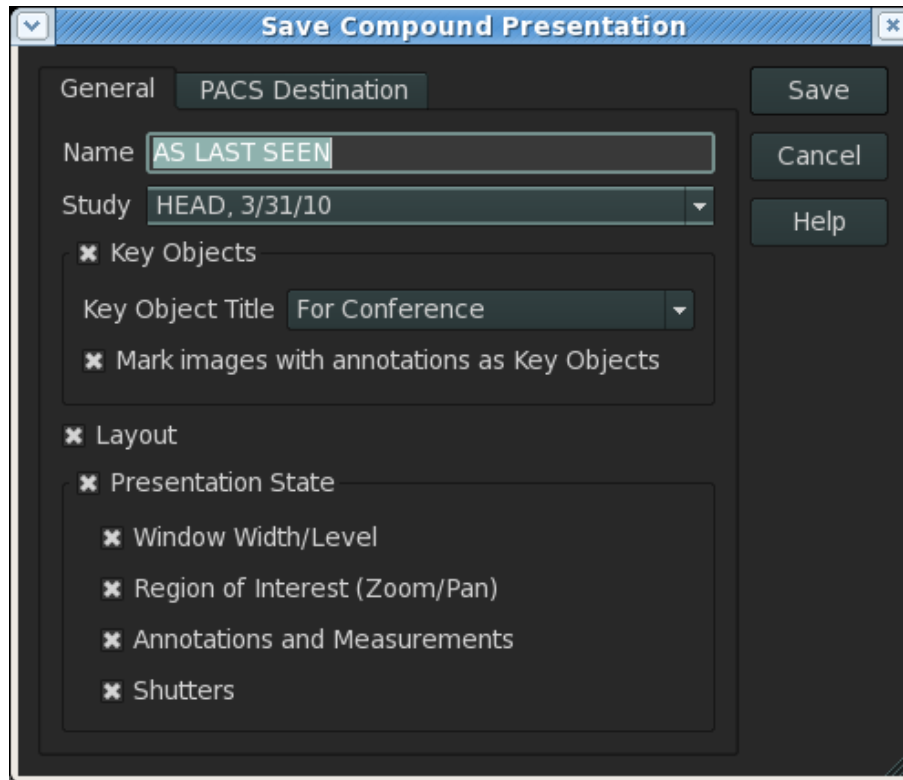 Save Compound Presentation
General
PACS Destination
Save
Name AS LAST SEEN
Cancel
Study HEAD, 3/31/10
Help
Key Objects
Key Object Title For Conference
Mark images with annotations as Key Objects
Layout
Presentation State
Window Width/Level
Region of Interest (Zoom/Pan)
Annotations and Measurements
Shutters